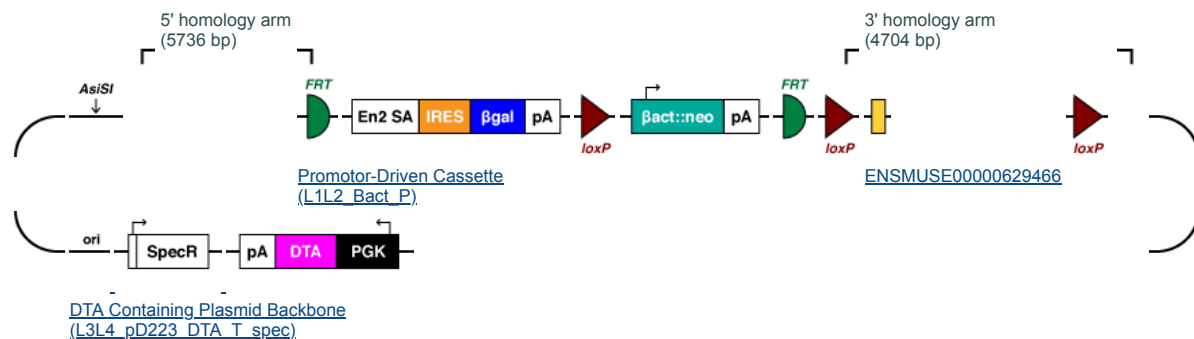 5' homology arm
(5736 bp)
3' homology arm
(4704 bp)
AsiSI
FRT
En2 SA IRES βgal pA
loxP
βact::neo pA
FRT
loxP
loxP
Promotor-Driven Cassette
(L1L2_Bact_P)
ENSMUSE00000629466
ori
SpecR
pA DTA PGK
DTA Containing Plasmid Backbone
(L3L4_pD223_DTA_T_spec)